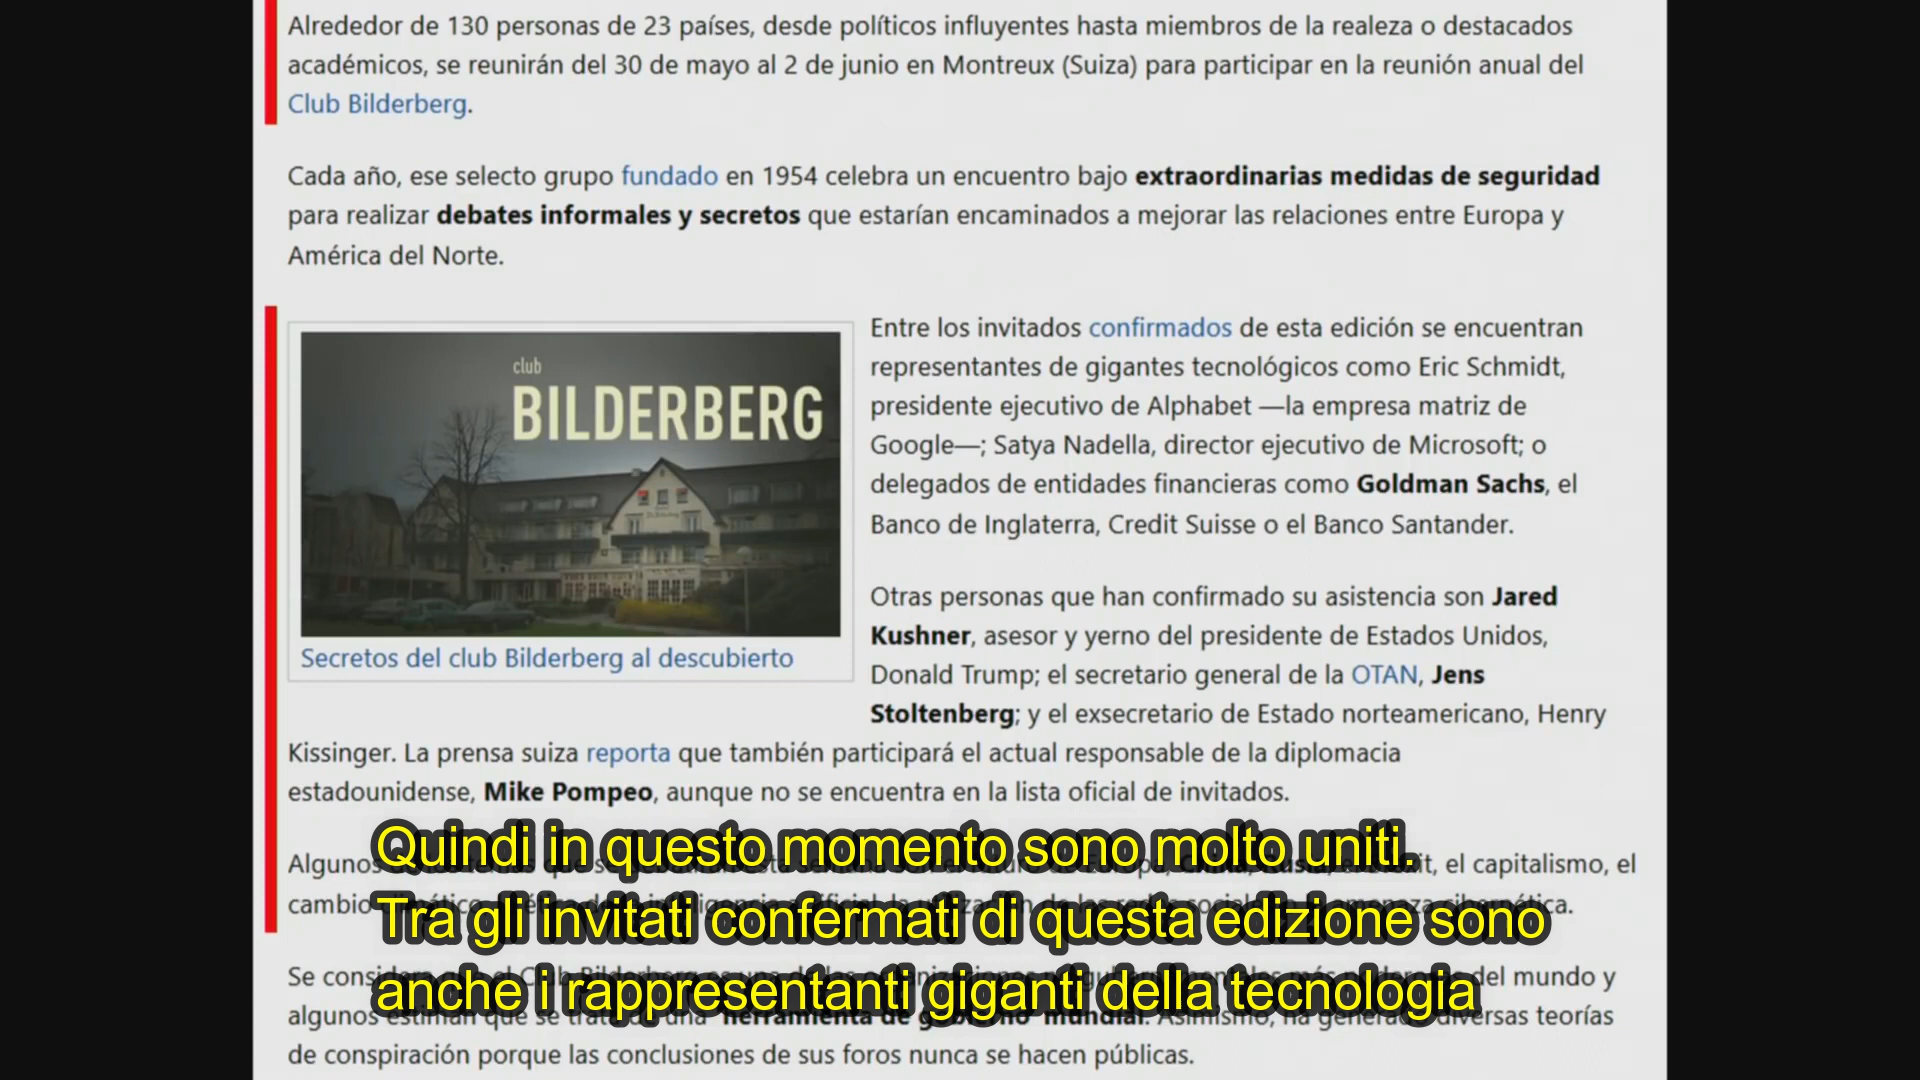 Alrededor de 130 personas de 23 países, desde políticos influyentes hasta miembros de la realeza o destacados
académicos, se reunirán del 30 de mayo al 2 de junio en Montreux (Suiza) para participar en la reunión anual del
Club Bilderberg.
Cada año, ese selecto grupo fundado en 1954 celebra un encuentro bajo extraordinarias medidas de seguridad
para realizar debates informales y secretos que estarían encaminados a mejorar las relaciones entre Europa y
América del Norte.
club
BILDERBERG
Secretos del club Bilderberg al descubierto
Entre los invitados confirmados de esta edición se encuentran
representantes de gigantes tecnológicos como Eric Schmidt,
presidente ejecutivo de Alphabet —la empresa matriz de
Google—; Satya Nadella, director ejecutivo de Microsoft; o
delegados de entidades financieras como Goldman Sachs, el
Banco de Inglaterra, Credit Suisse o el Banco Santander.
Otras personas que han confirmado su asistencia son Jared
Kushner, asesor y yerno del presidente de Estados Unidos,
Donald Trump; el secretario general de la OTAN, Jens
Stoltenberg; y el exsecretario de Estado norteamericano, Henry
Kissinger. La prensa suiza reporta que también participará el actual responsable de la diplomacia
estadounidense, Mike Pompeo, aunque no se encuentra en la lista oficial de invitados.
Algunos el capitalismo, el
cambio
Se del mundo y
algunos teorías
de conspiración porque las conclusiones de sus foros nunca se hacen públicas.
Quindi in questo momento sono molto uniti.
Tra gli invitati confermati di questa edizione sono
anche i rappresentanti giganti della tecnologia